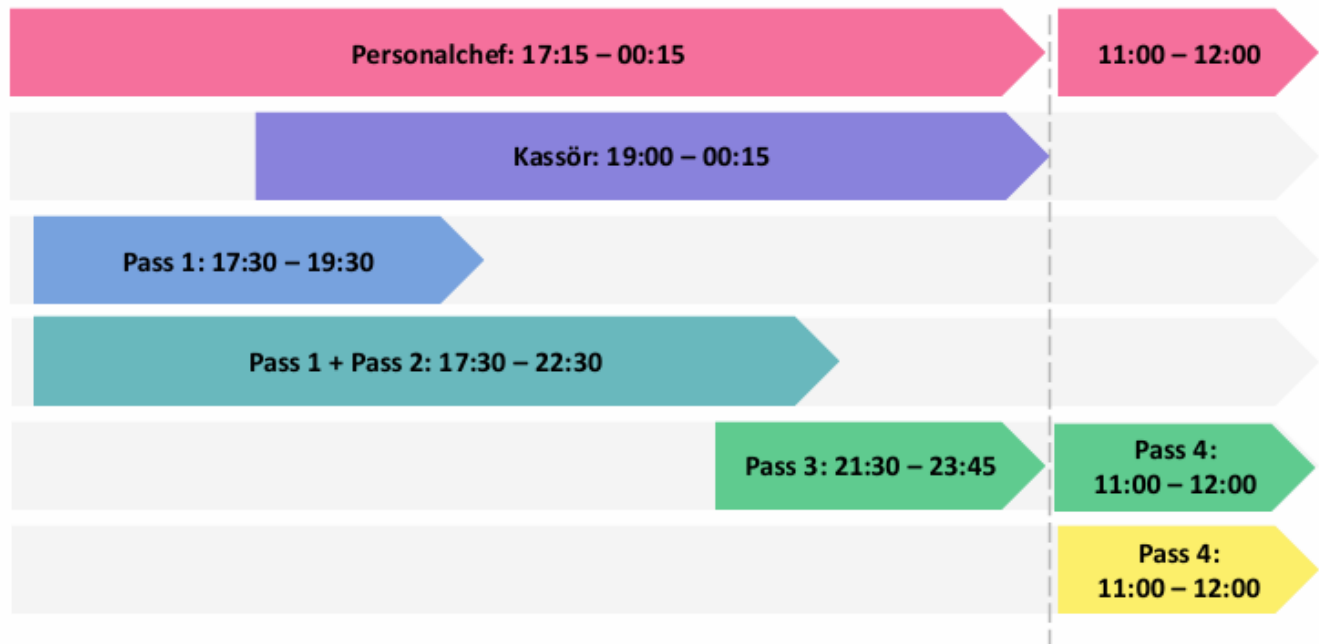 Personalchef: 17:15 – 00:15
11:00 – 12:00
Kassör: 19:00 – 00:15
Pass 1: 17:30 – 19:30
Pass 1 + Pass 2: 17:30 – 22:30
Pass 3: 21:30 – 23:45
Pass 4:
11:00 – 12:00
Pass 4:
11:00 – 12:00